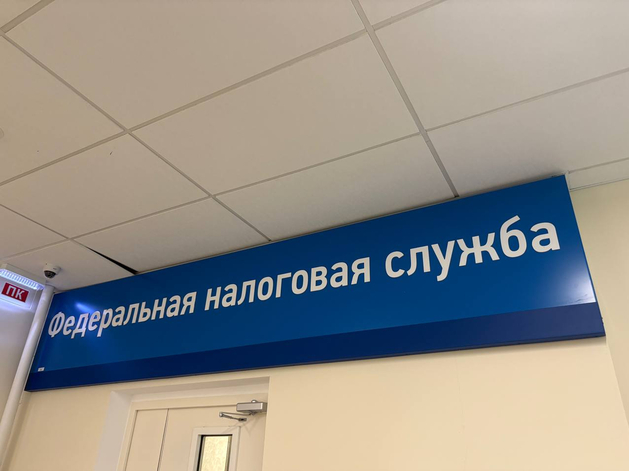 ПК
Федеральная налоговая служба